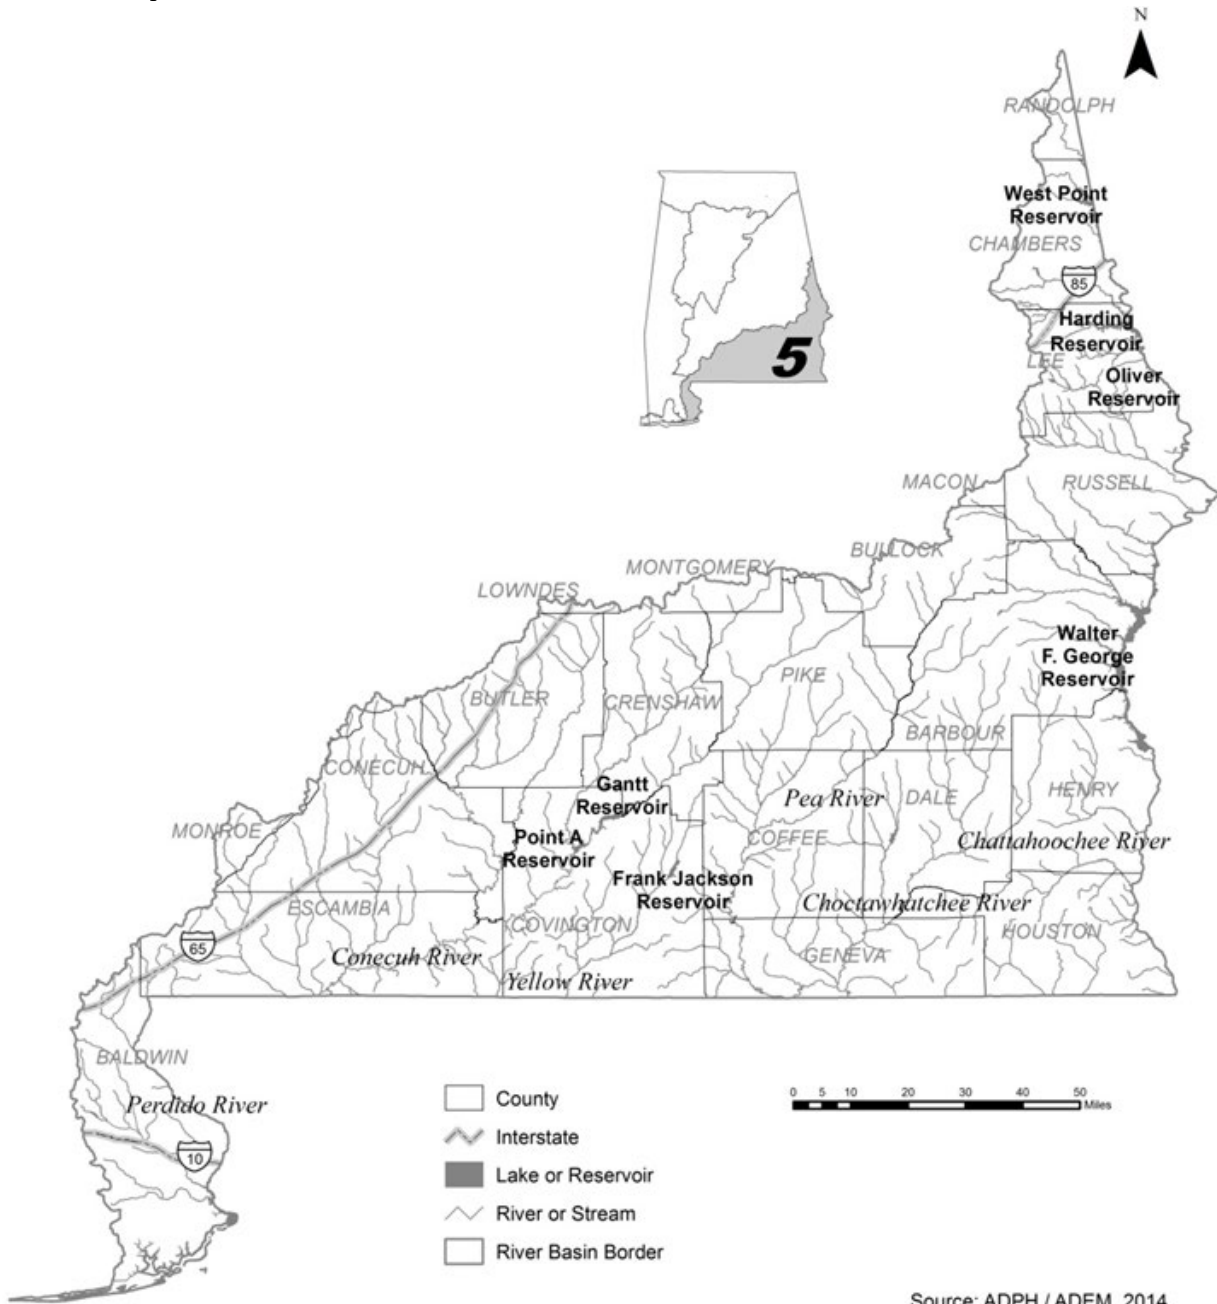 N
RANDOLPH
West Point
Reservoir
CHAMBERS
85
Harding
Reservoir
LEE
Oliver
Reservoir
5
MACON
RUSSELL
BULLOCK
MONTGOMERY
LOWNDES
Walter
F. George
Reservoir
PIKE
BUTLER
CRENSHAW
BARBOUR
CONECUH
Gantt
Reservoir
Pea River
DALE
HENRY
MONROE
Point A
Reservoir
COFFEE
Chattahoochee River
Frank Jackson
Reservoir
ESCAMBIA
Choctawhatchee River
COVINGTON
HOUSTON
65
Conecuh River
GENEVA
Yellow River
BALDWIN
Perdido River
10
County
Interstate
Lake or Reservoir
River or Stream
River Basin Border
0 5 10 20 30 40 50
Miles
Source: ADPH / ADEM, 2014